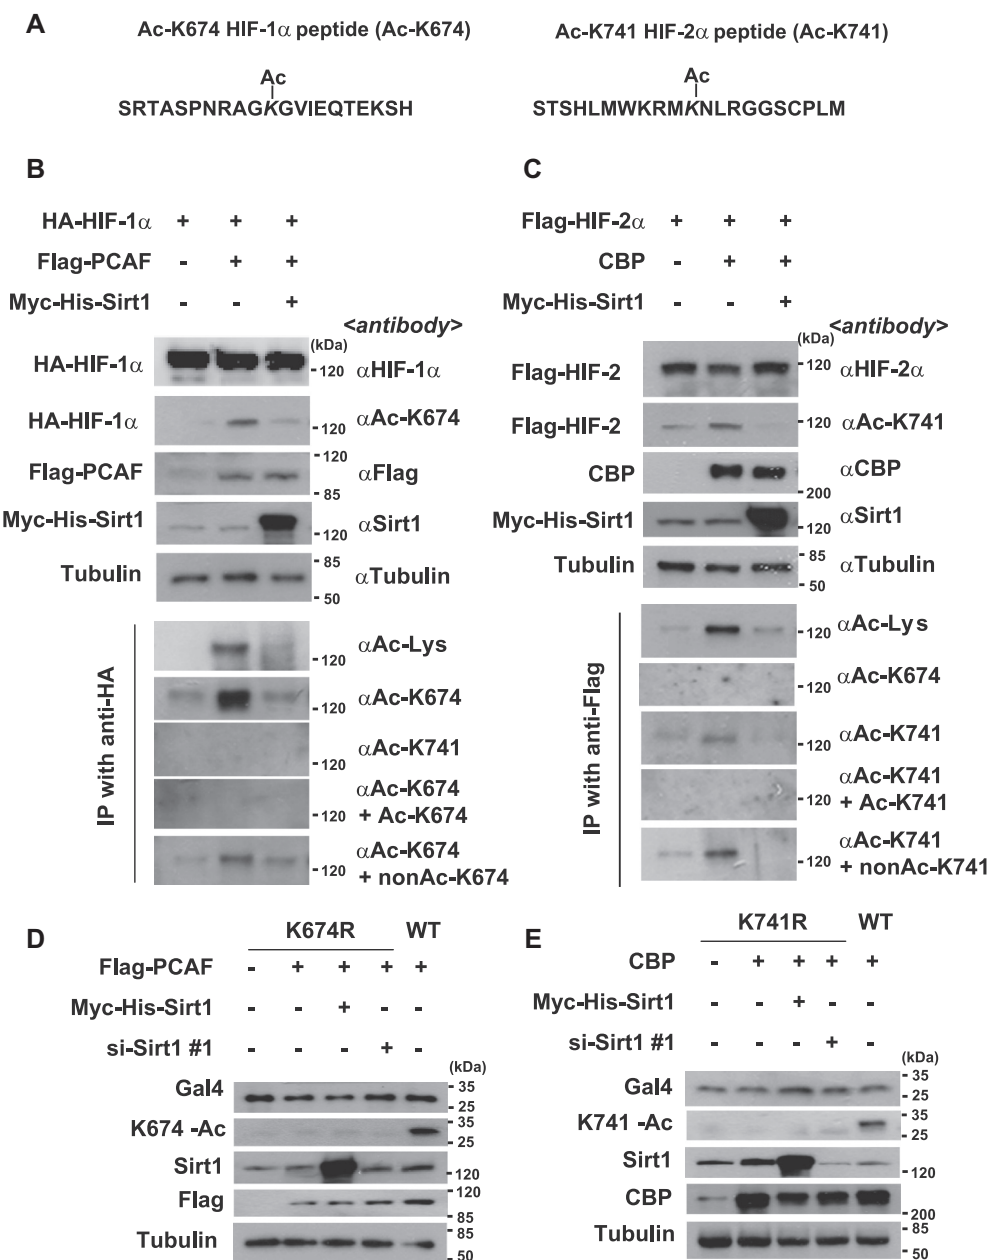 A
Ac-K674 HIF-1α peptide (Ac-K674)
Ac
SRTASPNRAGKGVIEQTEKSH
Ac-K741 HIF-2α peptide (Ac-K741)
Ac
STSHLMWKRMKNLRGGSCPLM
B
HA-HIF-1α + + +
Flag-PCAF - + +
Myc-His-Sirt1 - - +
<antibody>
(kDa)
HA-HIF-1α -120 αHIF-1α
HA-HIF-1α -120 αAc-K674
-120
Flag-PCAF αFlag
-85
Myc-His-Sirt1 -120 αSirt1
-85
Tubulin αTubulin
-50
IP with anti-HA
-120 αAc-Lys
-120 αAc-K674
-120 αAc-K741
αAc-K674
-120 + Ac-K674
αAc-K674
-120 + nonAc-K674
C
Flag-HIF-2α + + +
CBP - + +
Myc-His-Sirt1 - - +
<antibody>
(kDa)
Flag-HIF-2 -120 αHIF-2α
Flag-HIF-2 -120 αAc-K741
CBP αCBP
-200
Myc-His-Sirt1 -120 αSirt1
-85
Tubulin αTubulin
-50
IP with anti-Flag
-120 αAc-Lys
-120 αAc-K674
-120 αAc-K741
αAc-K741
-120 + Ac-K741
αAc-K741
-120 + nonAc-K741
D
K674R WT
Flag-PCAF - + + + +
Myc-His-Sirt1 - - + - -
si-Sirt1 #1 - - - + -
(kDa)
Gal4 -35
-25
K674 -Ac -35
-25
Sirt1 -120
Flag -120
-85
Tubulin -85
-50
E
K741R WT
CBP - + + + +
Myc-His-Sirt1 - - + - -
si-Sirt1 #1 - - - + -
(kDa)
Gal4 -35
-25
K741 -Ac -35
-25
Sirt1 -120
CBP
-200
Tubulin -85
-50